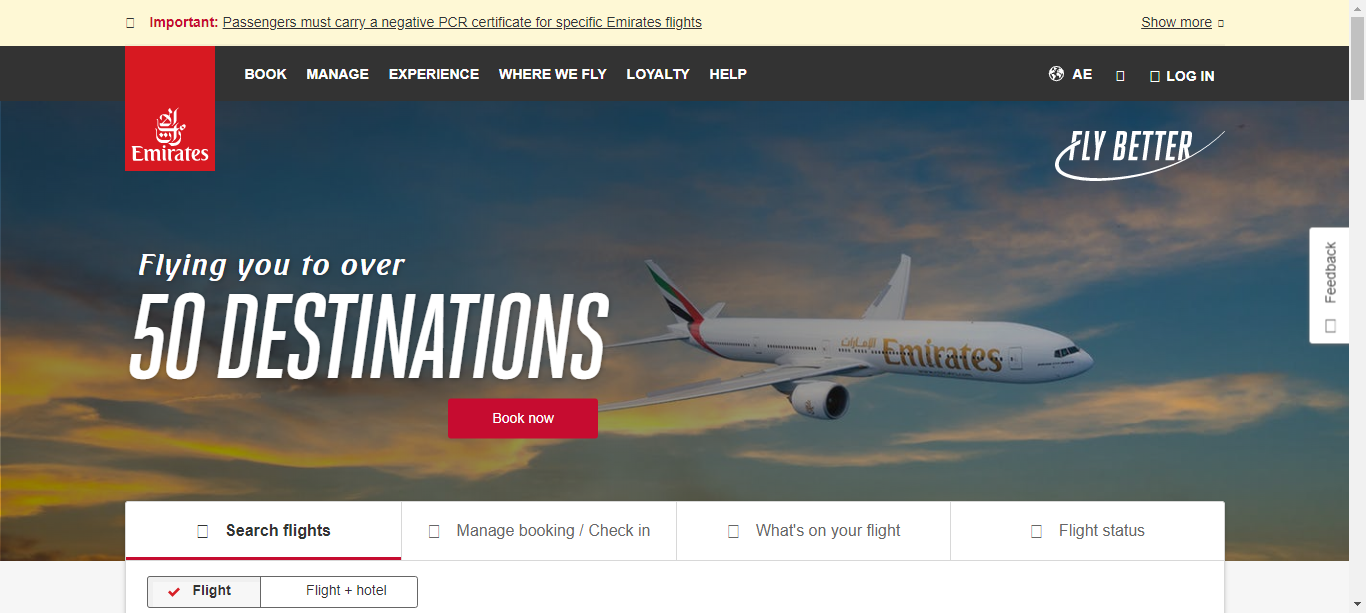 Important: Passengers must carry a negative PCR certificate for specific Emirates flights
Show more
BOOK MANAGE EXPERIENCE WHERE WE FLY LOYALTY HELP
AE
LOG IN
Emirates
FLY BETTER
Flying you to over
50 DESTINATIONS
Book now
الإمارات Emirates
Feedback
Search flights
Manage booking / Check in
What's on your flight
Flight status
Flight
Flight + hotel